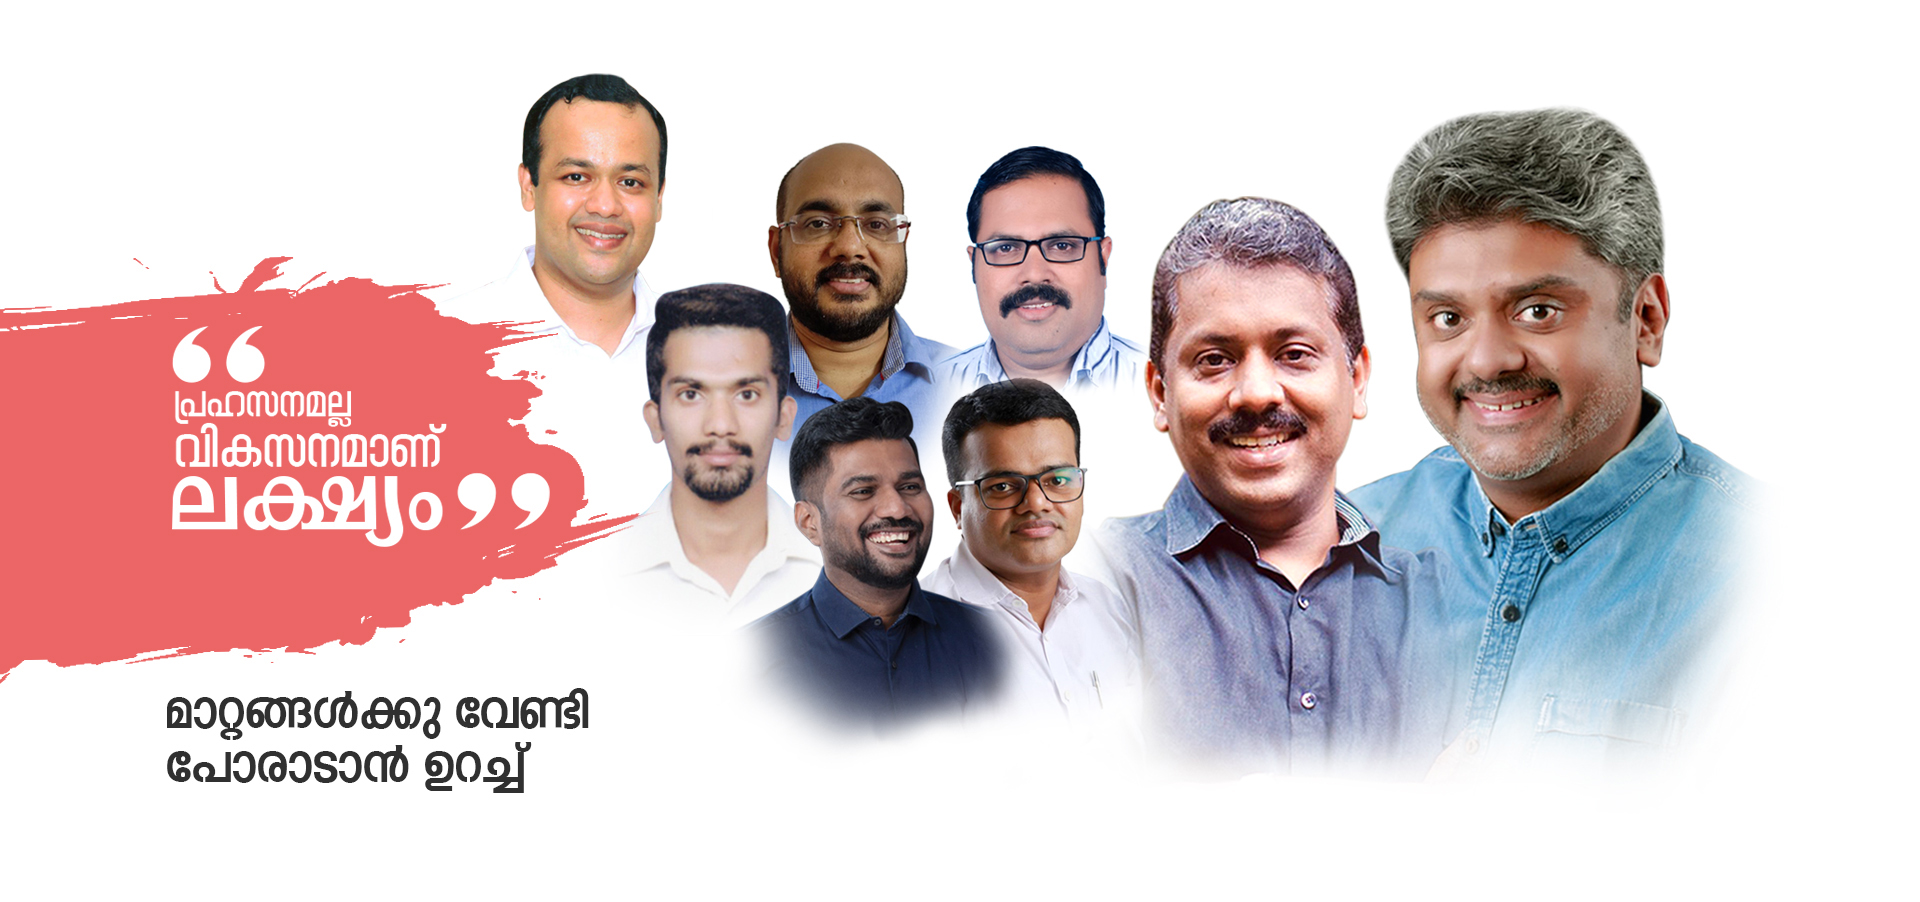 “
പ്രഹസനമല്ല
വികസനമാണ്
ലക്ഷ്യം”
മാറ്റങ്ങൾക്കു വേണ്ടി
പോരാടാൻ ഉറച്ച്